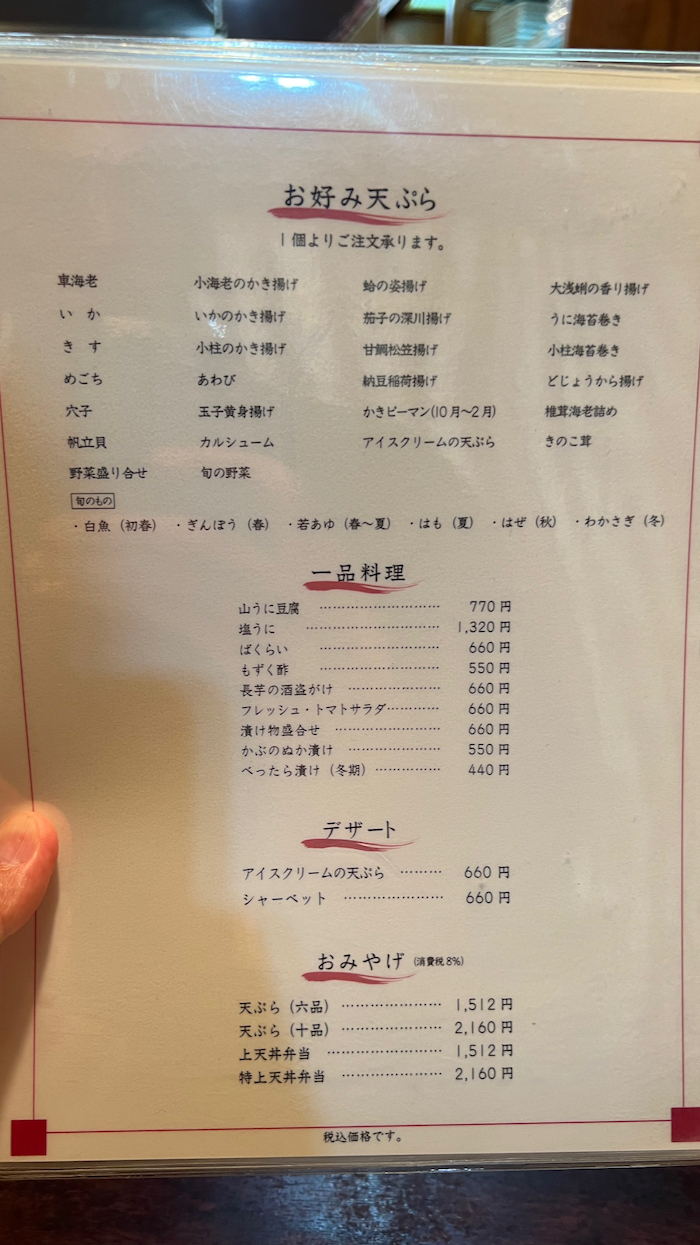 お好み天ぷら
1個よりご注文承ります。
車海老 小海老のかき揚げ 蛤の姿揚げ 大浅蜊の香り揚げ
いか いかのかき揚げ 茄子の深川揚げ うに海苔巻き
きす 小柱のかき揚げ 甘鯛松笠揚げ 小柱海苔巻き
めごち あわび 納豆稲荷揚げ どじょうから揚げ
穴子 玉子黄身揚げ かきピーマン(10月〜2月) 椎茸海老詰め
帆立貝 カルシューム アイスクリームの天ぷら きのこ茸
野菜盛り合せ 旬の野菜
旬のもの
・白魚（初春） ・ぎんぽう（春） ・若あゆ（春〜夏） ・はも（夏） ・はぜ（秋） ・わかさぎ（冬）
一品料理
山うに豆腐 ………………………… 770円
塩うに ………………………… 1,320円
ばくらい ………………………… 660円
もずく酢 ………………………… 550円
長芋の酒盗がけ ………………… 660円
フレッシュ・トマトサラダ………… 660円
漬け物盛合せ …………………… 660円
かぶのぬか漬け ………………… 550円
べったら漬け（冬期） …………… 440円
デザート
アイスクリームの天ぷら ……… 660円
シャーベット ………………… 660円
おみやげ (消費税8%)
天ぷら（六品） ………………… 1,512円
天ぷら（十品） ………………… 2,160円
上天丼弁当 …………………… 1,512円
特上天丼弁当 ………………… 2,160円
税込価格です。